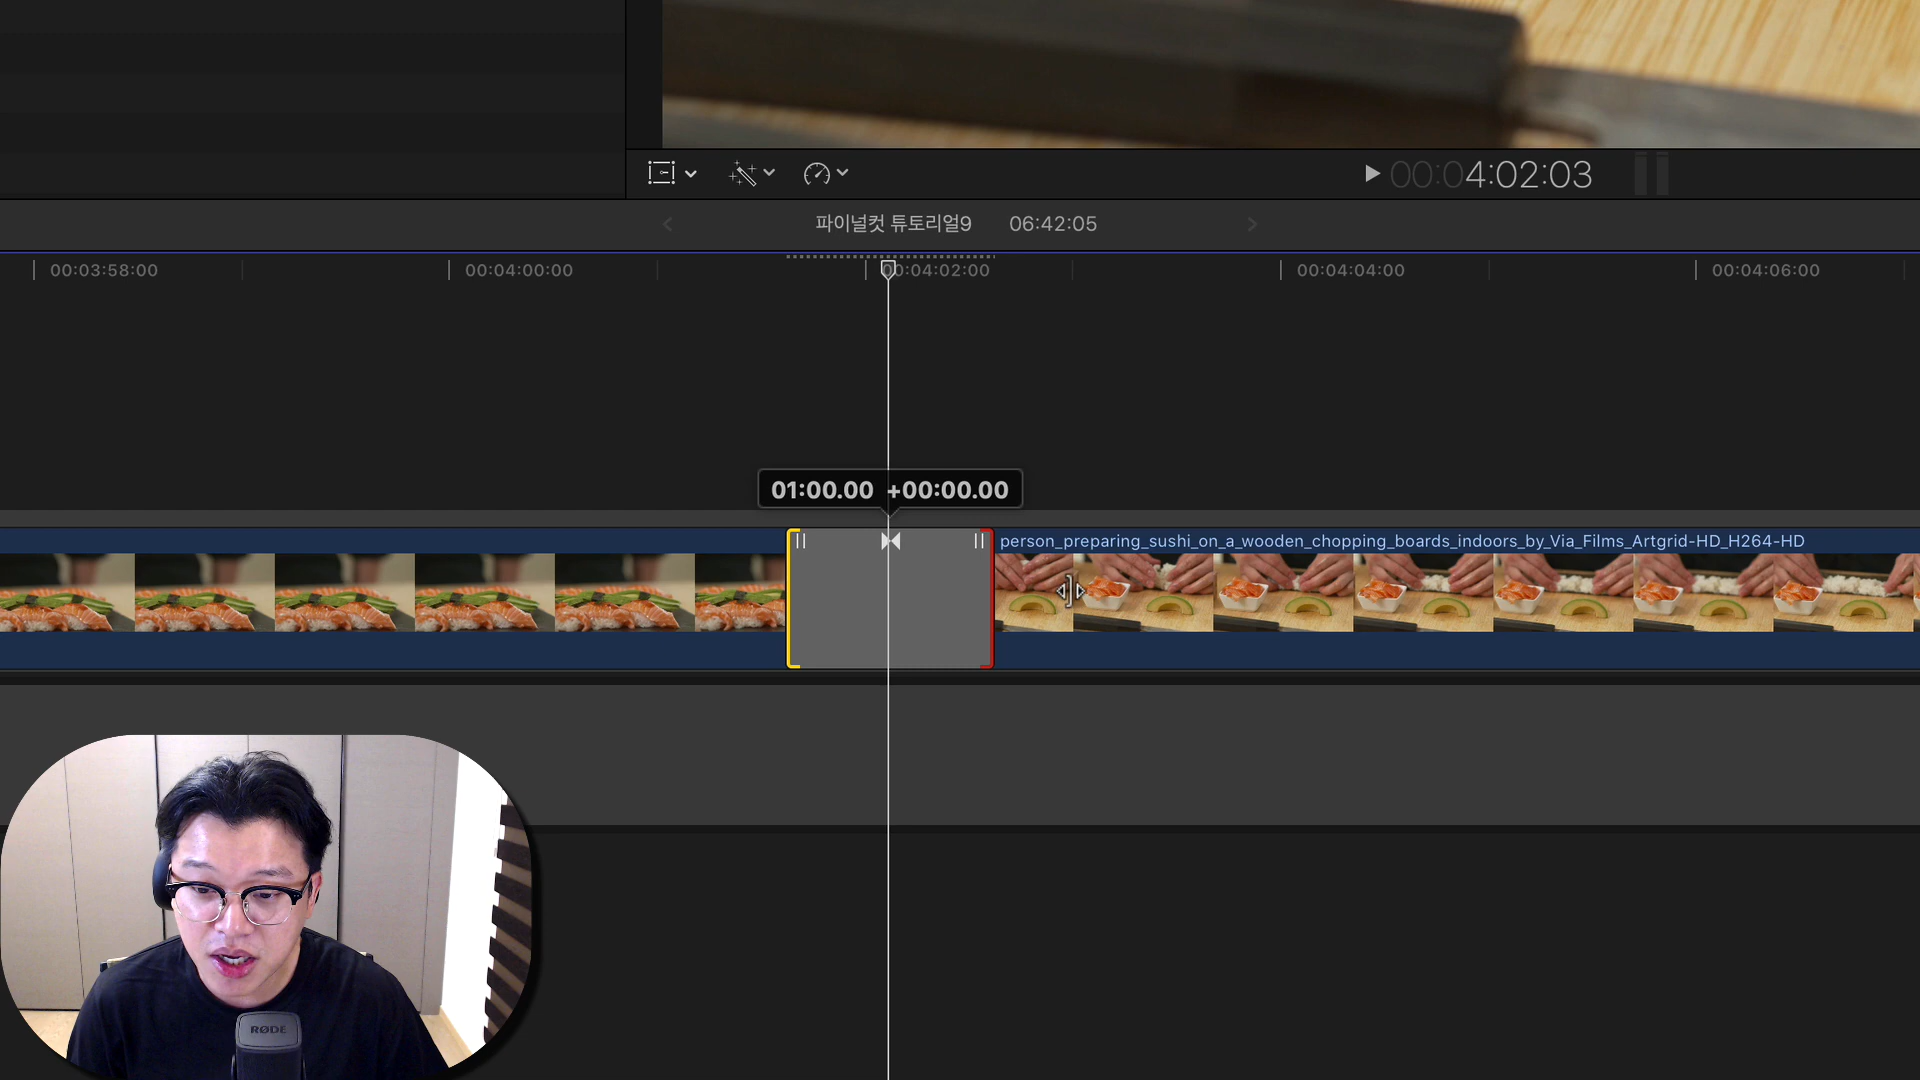 00:04:02:03
파이널컷 튜토리얼9 06:42:05
00:03:58:00 00:04:00:00 00:04:02:00 00:04:04:00 00:04:06:00
01:00.00 +00:00.00
person_preparing_sushi_on_a_wooden_chopping_boards_indoors_by_Via_Films_Artgrid-HD_H264-HD
RØDE